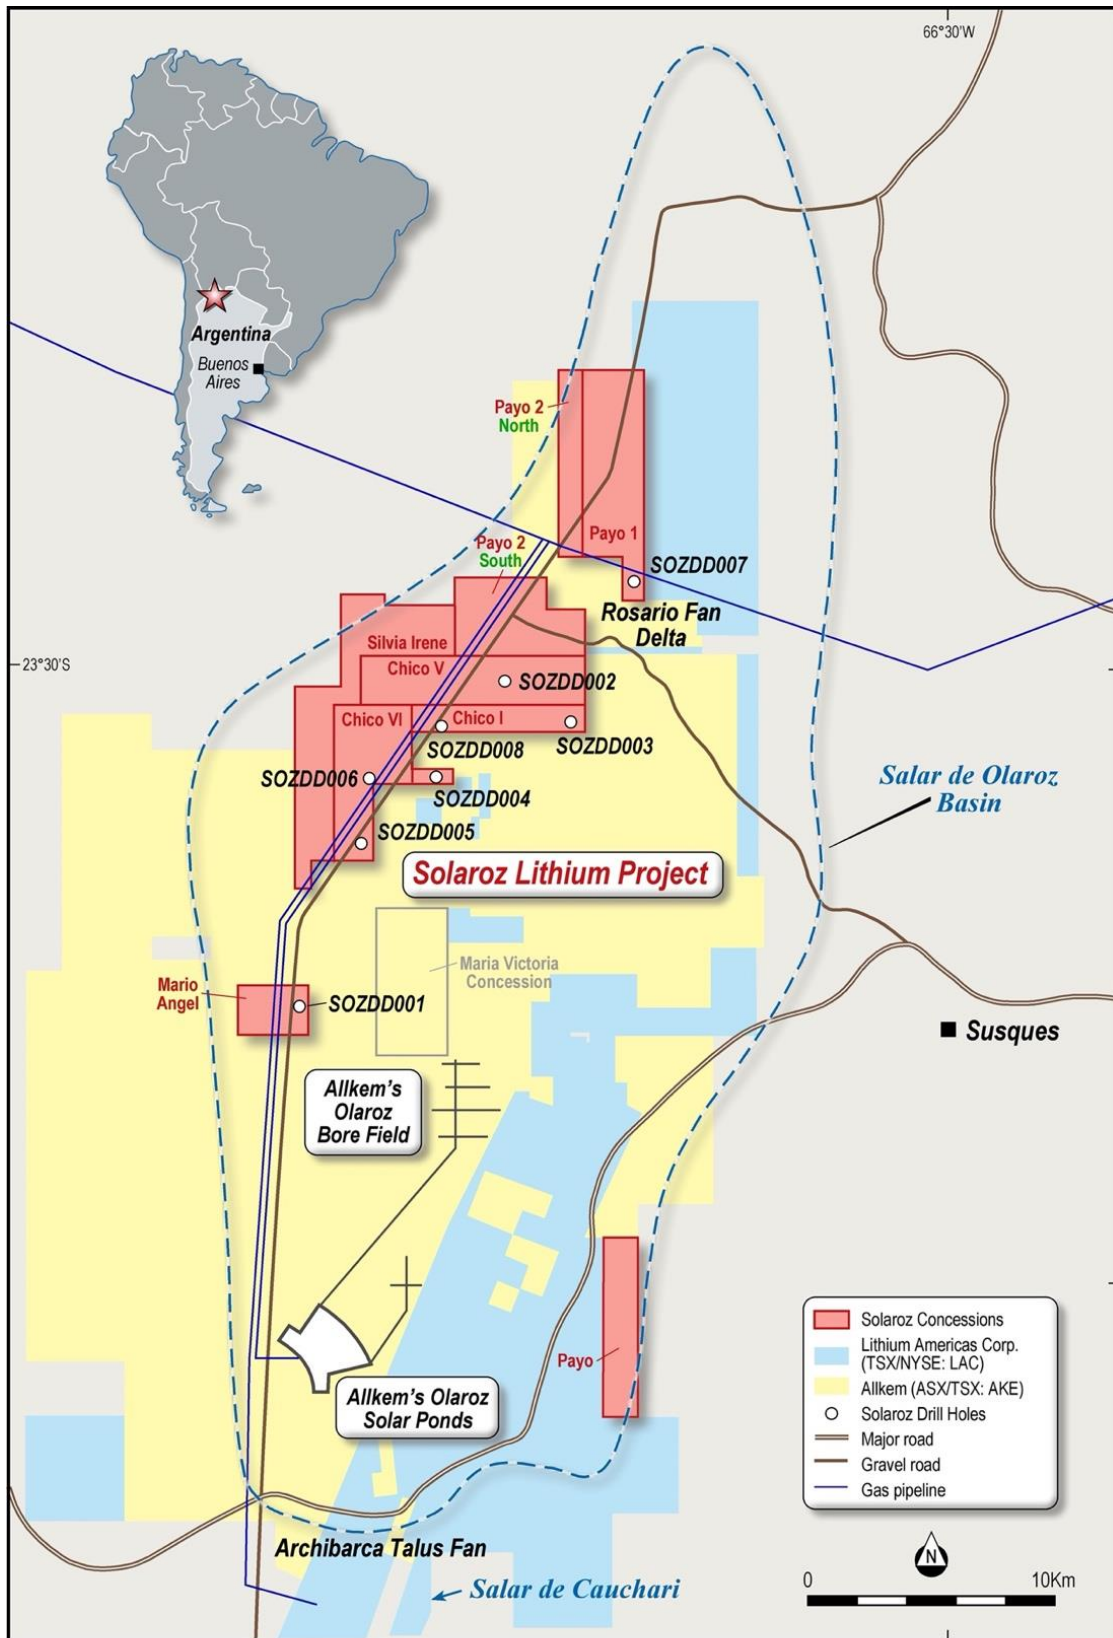 66°30'W
Argentina
Buenos
Aires
Payo 2
North
Payo 1
Payo 2
South
SOZDD007
Rosario Fan
Delta
Silvia Irene
23°30'S
Chico V
SOZDD002
Chico VI
Chico I
SOZDD008
SOZDD003
SOZDD006
SOZDD004
Salar de Olaroz
Basin
SOZDD005
Solaroz Lithium Project
Maria Victoria
Concession
Mario
Angel
SOZDD001
Susques
Allkem's
Olaroz
Bore Field
Payo
Allkem's Olaroz
Solar Ponds
Archibarca Talus Fan
Salar de Cauchari
Solaroz Concessions
Lithium Americas Corp.
(TSX/NYSE: LAC)
Allkem (ASX/TSX: AKE)
Solaroz Drill Holes
Major road
Gravel road
Gas pipeline
N
0 10Km